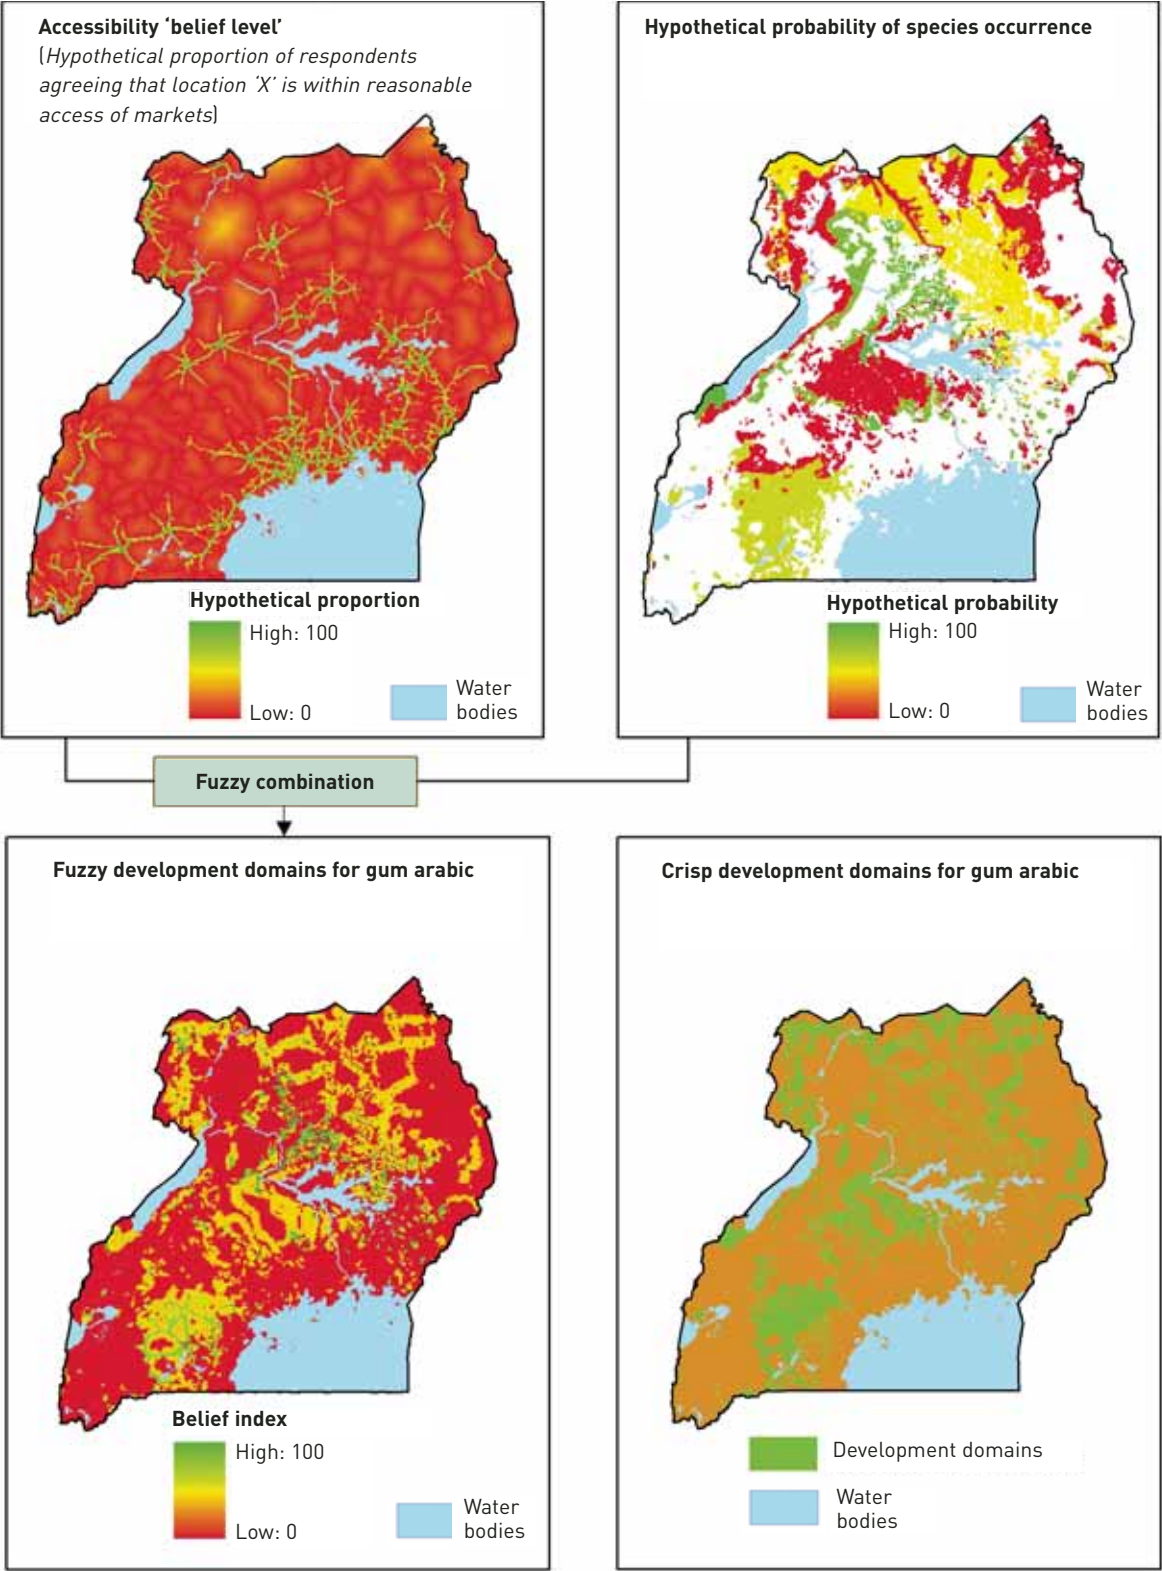 Accessibility ‘belief level’
(Hypothetical proportion of respondents
agreeing that location ‘X’ is within reasonable
access of markets)
Hypothetical proportion
High: 100
Low: 0
Water
bodies
Hypothetical probability of species occurrence
Hypothetical probability
High: 100
Low: 0
Water
bodies
Fuzzy combination
Fuzzy development domains for gum arabic
Belief index
High: 100
Low: 0
Water
bodies
Crisp development domains for gum arabic
Development domains
Water
bodies